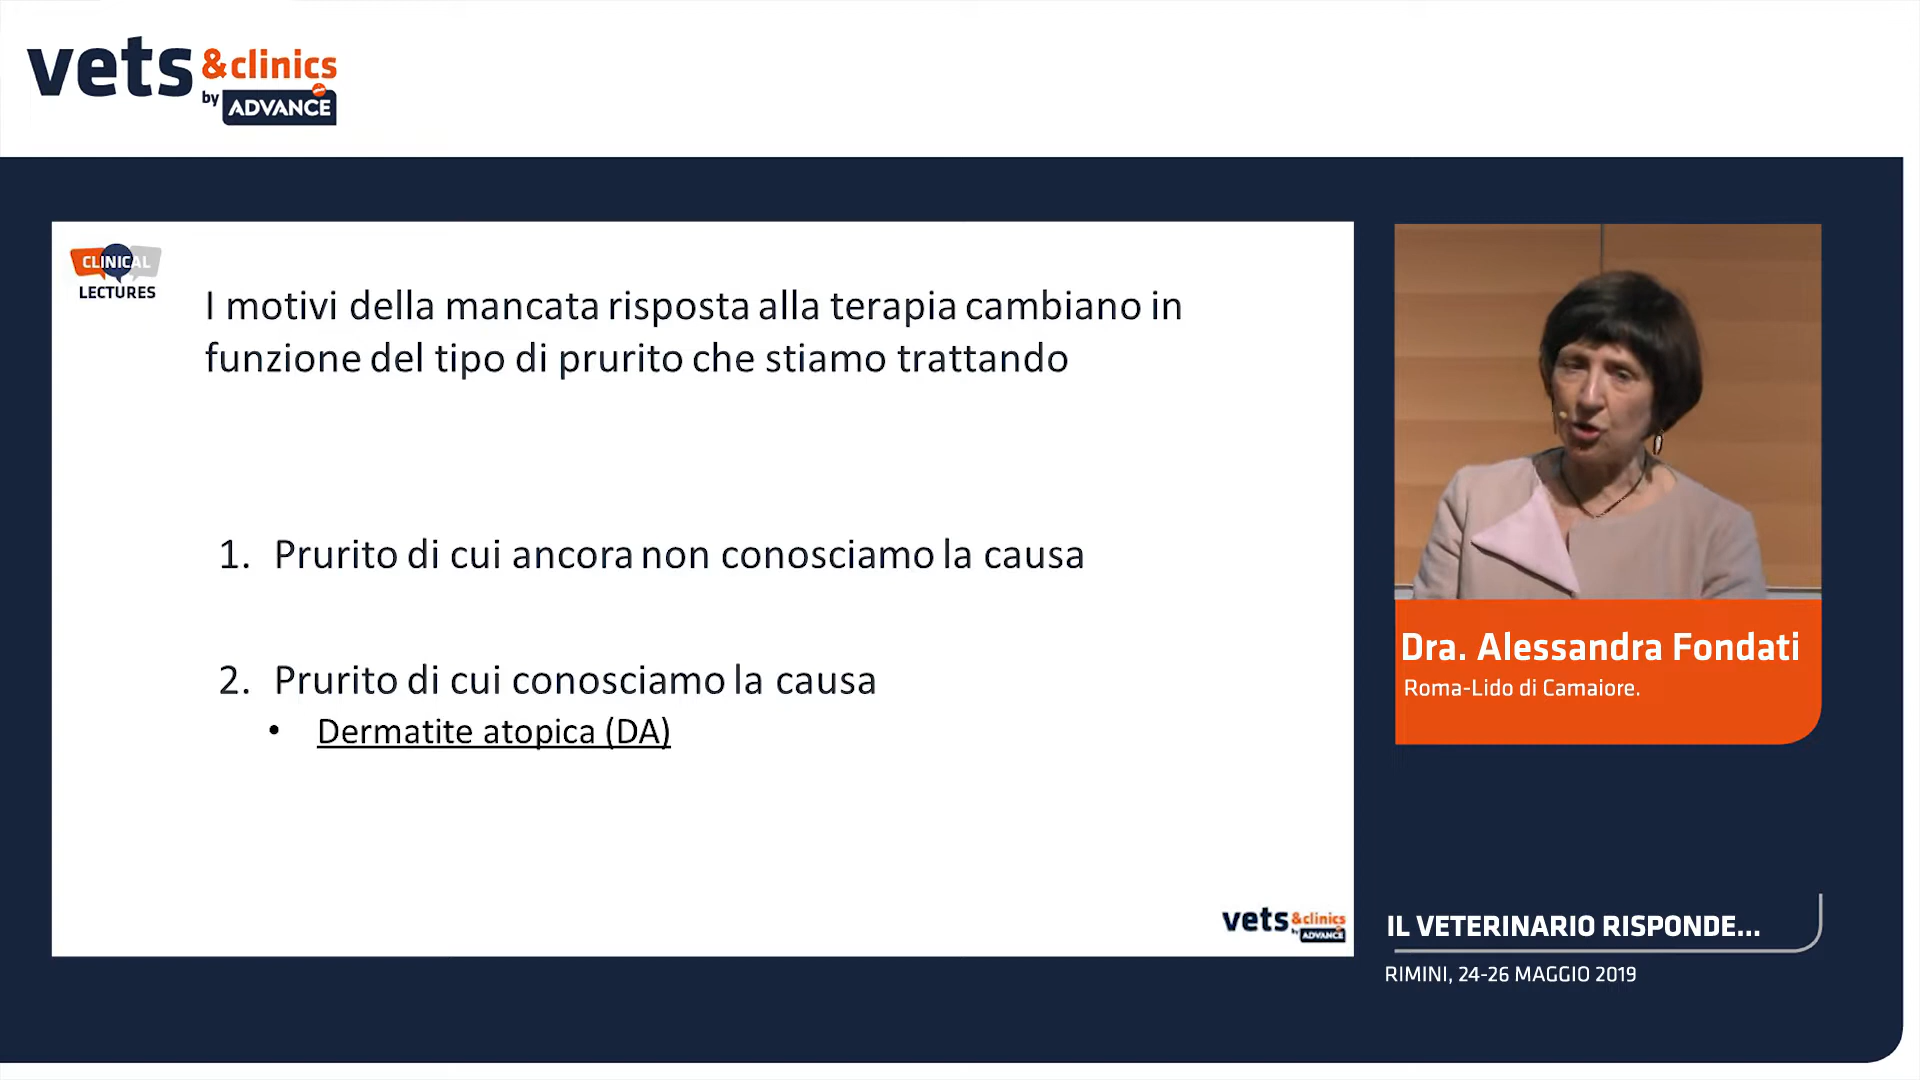 vets &clinics
by ADVANCE
CLINICAL
LECTURES
I motivi della mancata risposta alla terapia cambiano in
funzione del tipo di prurito che stiamo trattando
1. Prurito di cui ancora non conosciamo la causa
2. Prurito di cui conosciamo la causa
• Dermatite atopica (DA)
vets &clinics
by ADVANCE
Dra. Alessandra Fondati
Roma-Lido di Camaiore.
IL VETERINARIO RISPONDE...
RIMINI, 24-26 MAGGIO 2019